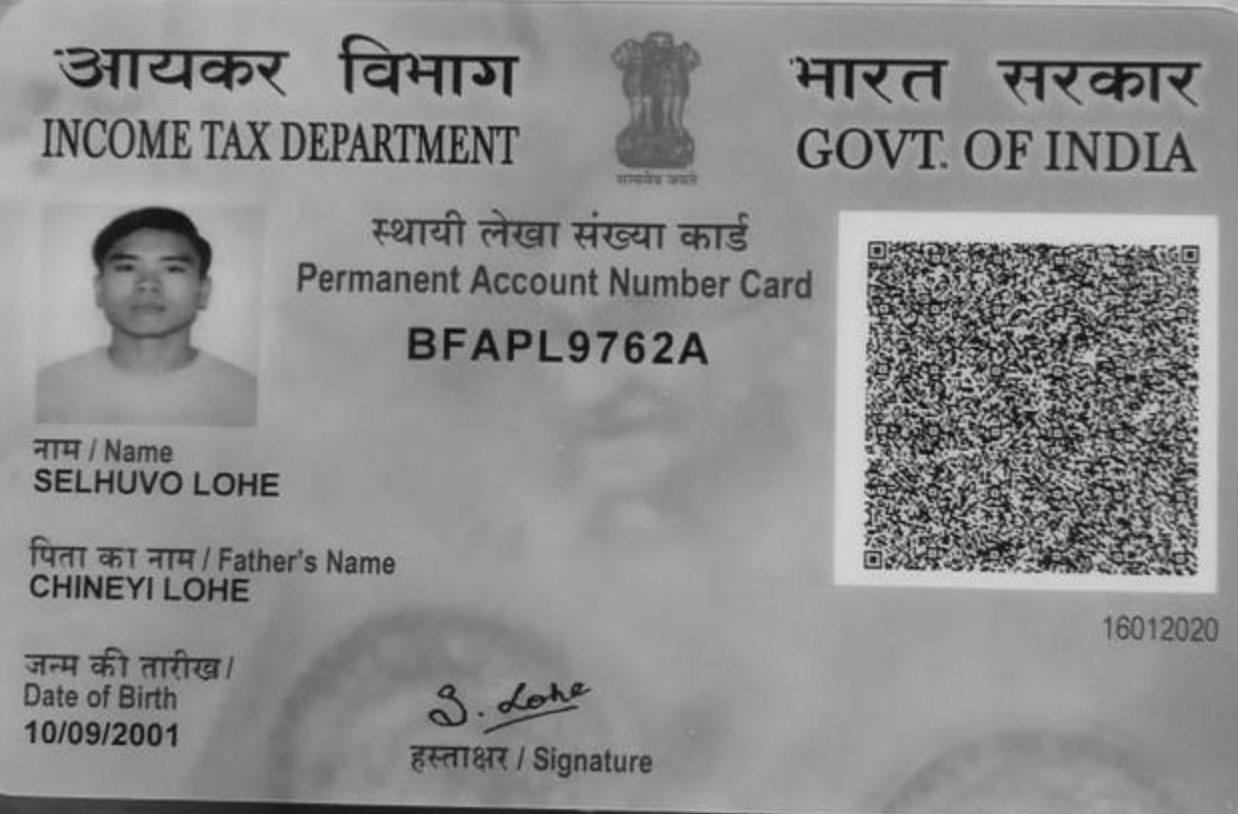 आयकर विभाग
INCOME TAX DEPARTMENT
सत्यमेव जयते
भारत सरकार
GOVT. OF INDIA
स्थायी लेखा संख्या कार्ड
Permanent Account Number Card
BFAPL9762A
नाम / Name
SELHUVO LOHE
पिता का नाम / Father's Name
CHINEYI LOHE
जन्म की तारीख /
Date of Birth
10/09/2001
S. Lohe
हस्ताक्षर / Signature
16012020